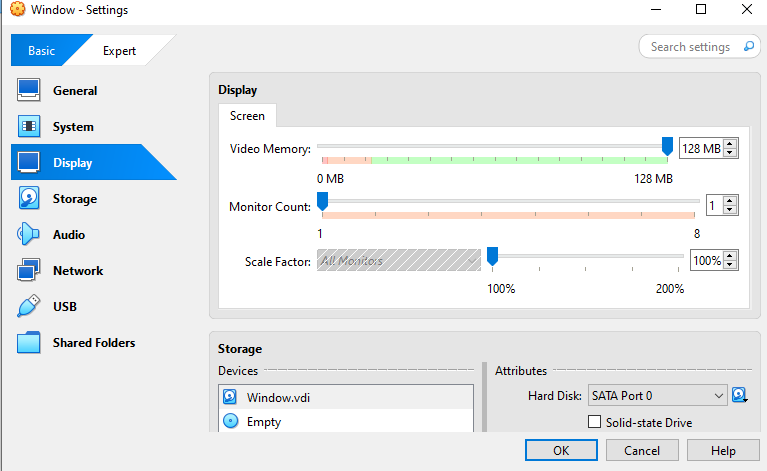 Window - Settings
Basic
Expert
Search settings
General
System
Display
Storage
Audio
Network
USB
Shared Folders
Display
Screen
Video Memory:
128 MB
0 MB
128 MB
Monitor Count:
1
1
8
Scale Factor:
All Monitors
100%
100%
200%
Storage
Devices
Attributes
Window.vdi
Hard Disk:
SATA Port 0
Empty
Solid-state Drive
OK
Cancel
Help